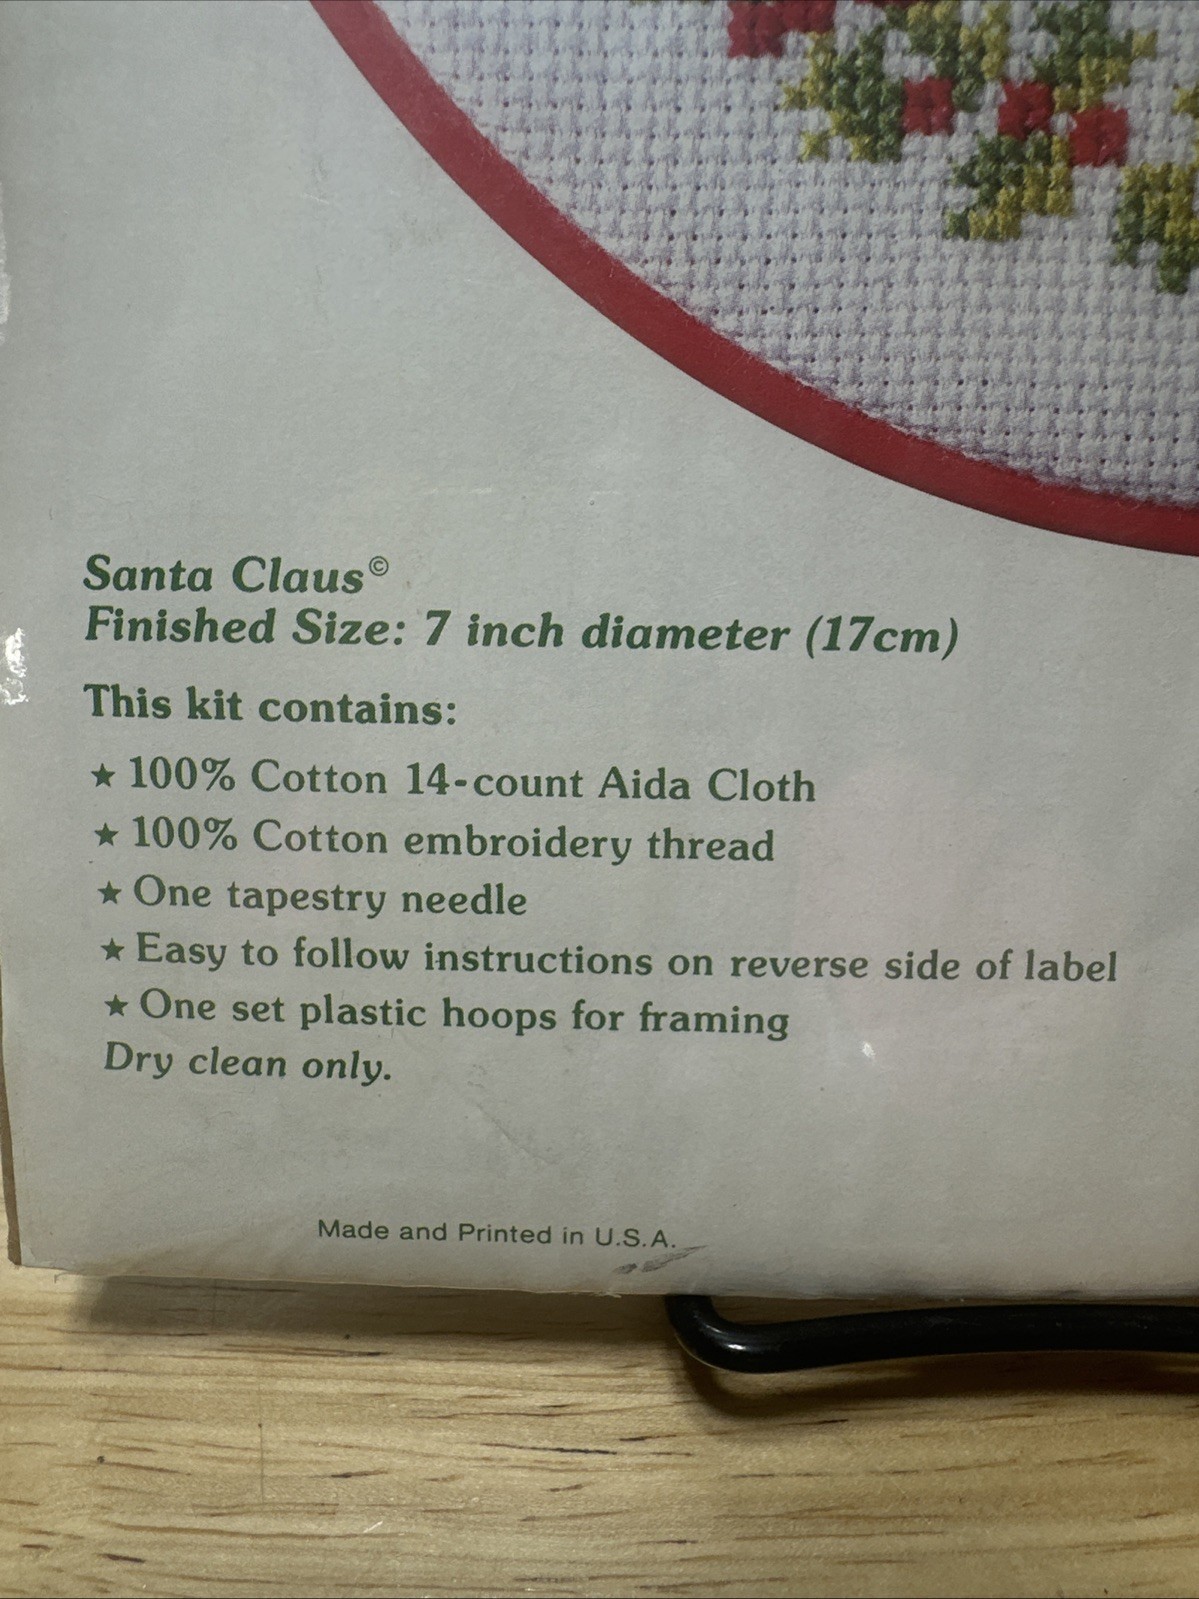 Santa Claus©
Finished Size: 7 inch diameter (17cm)
This kit contains:
★ 100% Cotton 14-count Aida Cloth
★ 100% Cotton embroidery thread
★ One tapestry needle
★ Easy to follow instructions on reverse side of label
★ One set plastic hoops for framing
Dry clean only.
Made and Printed in U.S.A.